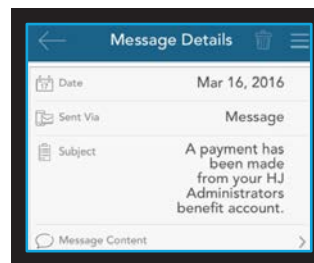 Message Details
Date Mar 16, 2016
Sent Via Message
Subject A payment has
been made
from your HJ
Administrators
benefit account.
Message Content